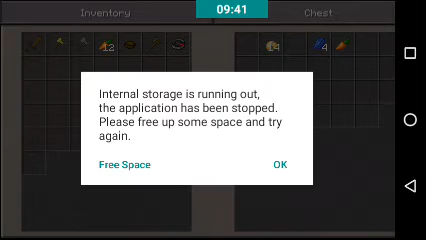 Inventory
09:41
Chest
12
14
4
Internal storage is running out,
the application has been stopped.
Please free up some space and try
again.
Free Space
OK